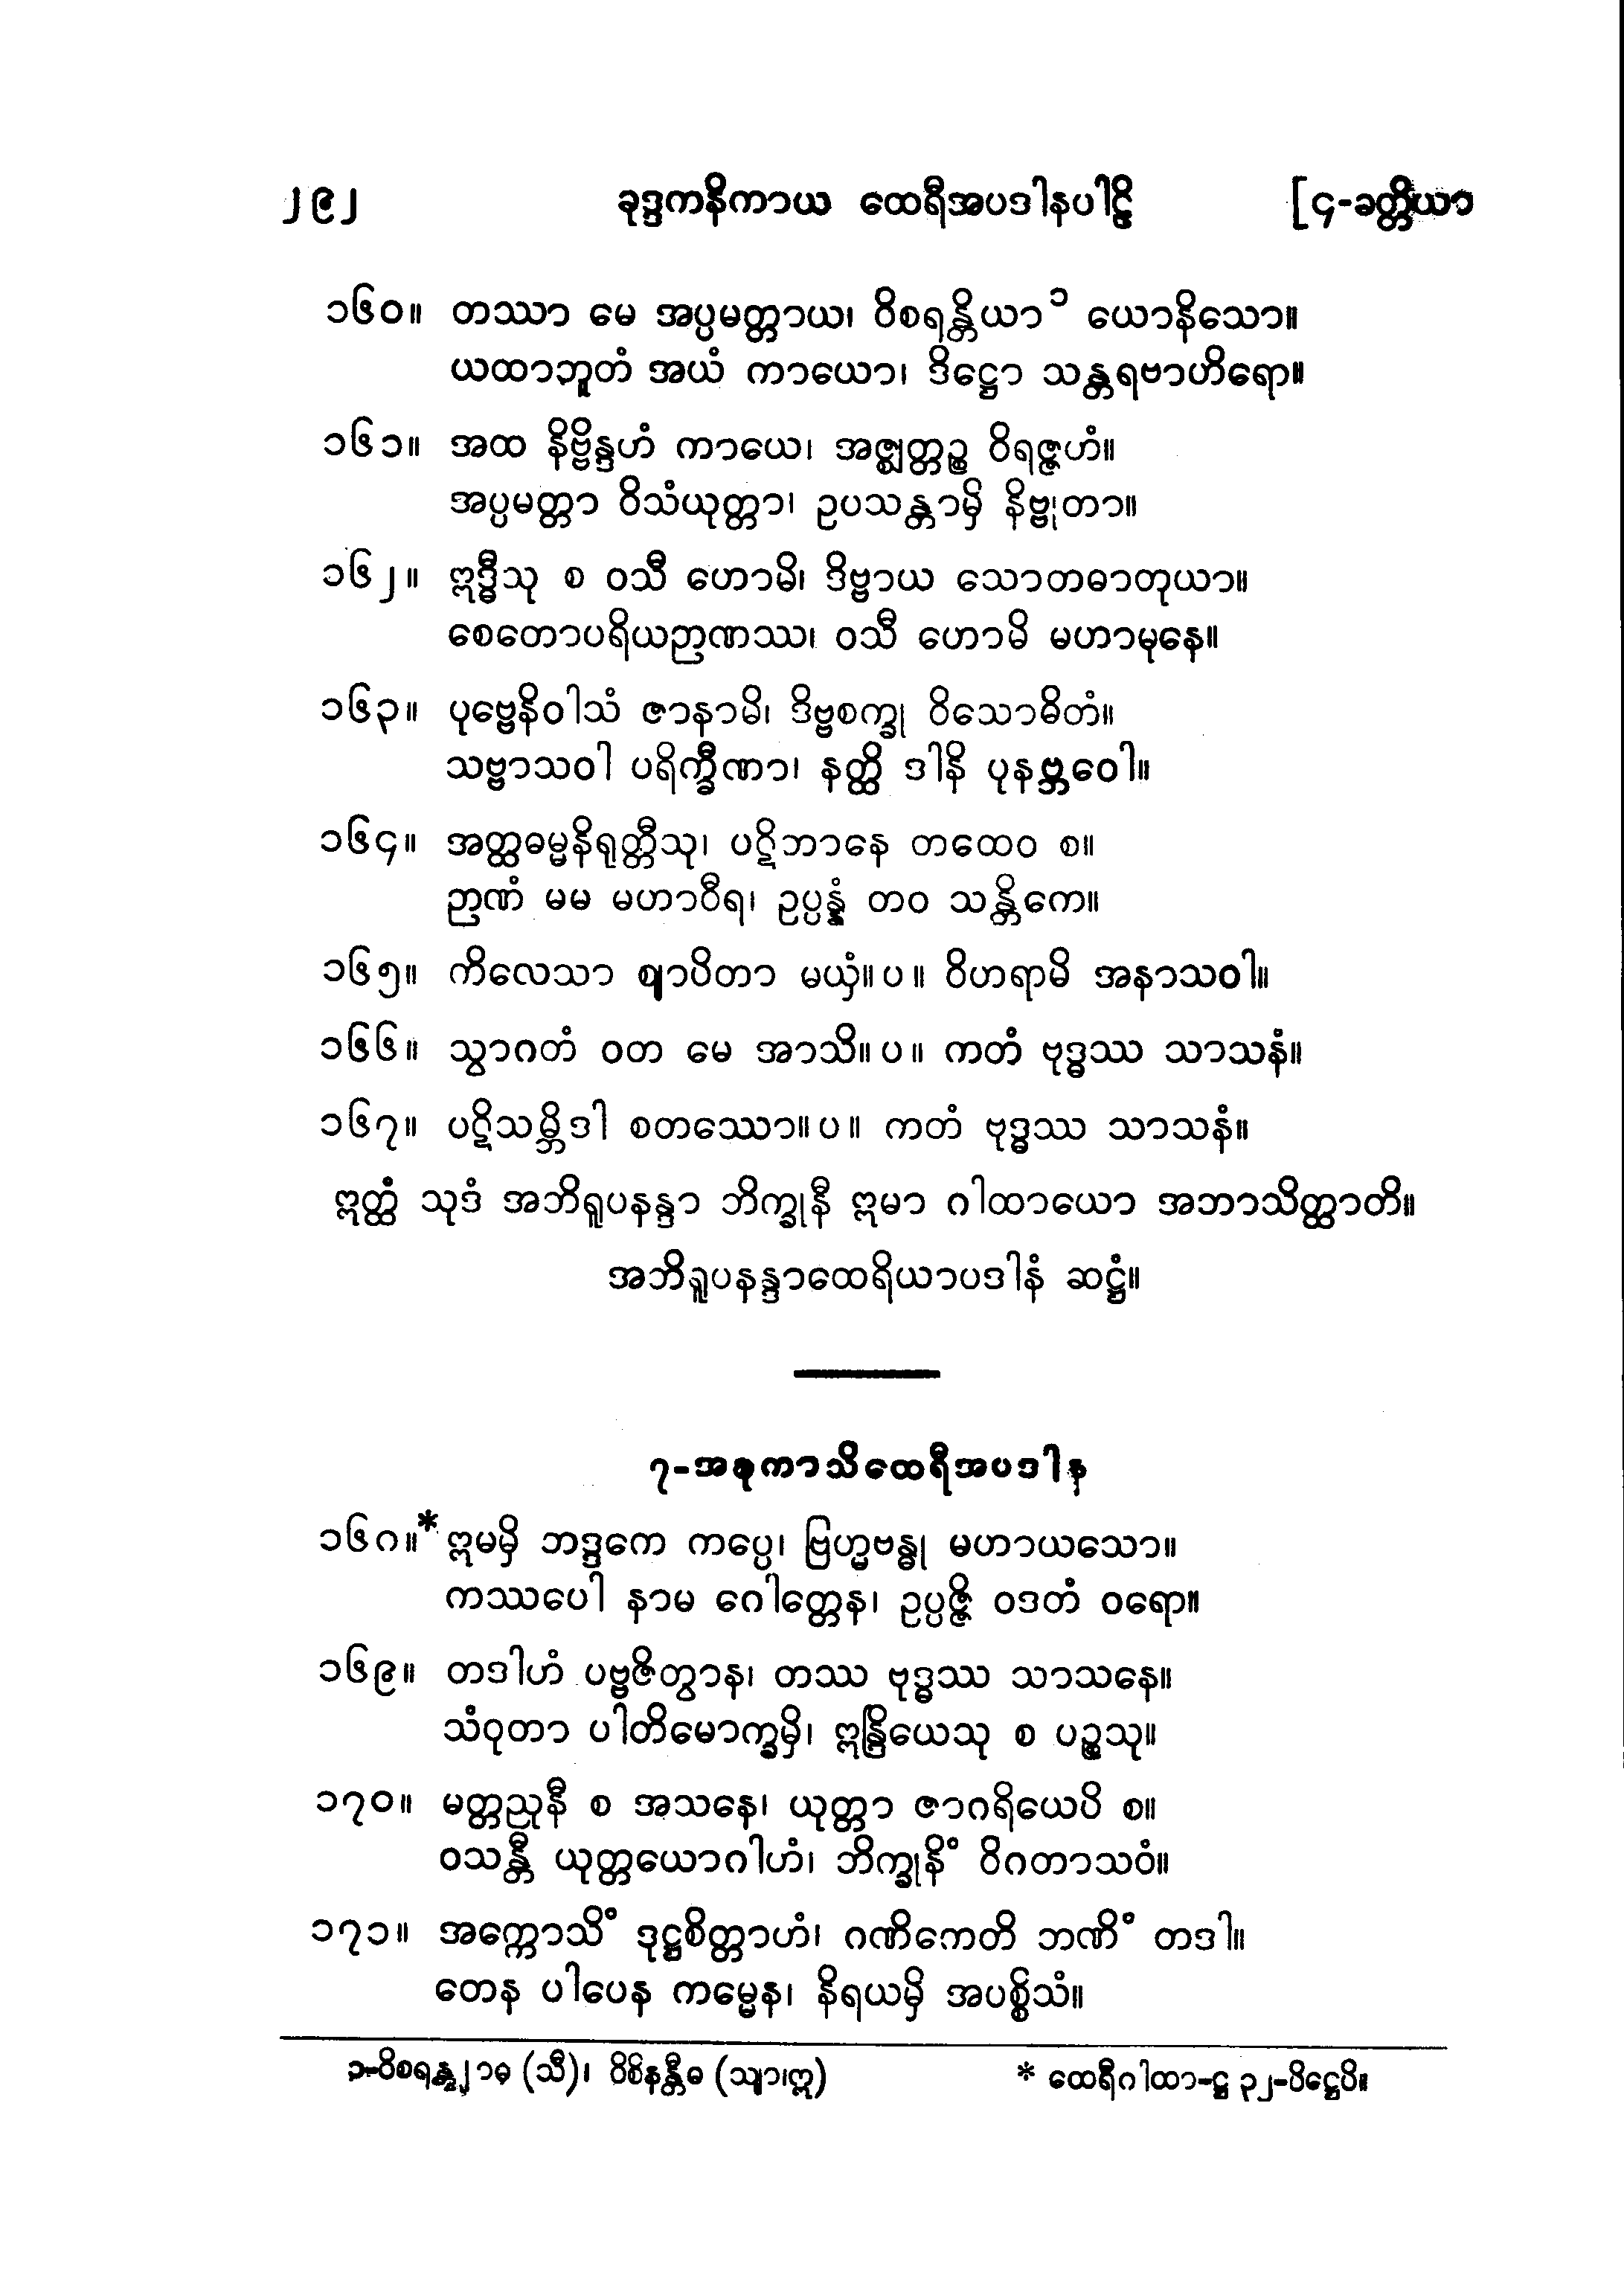 ၂၉၂ ခုဒ္ဒကနိကာယ ထေရီအပဒါနပါဠိ [၄-ခတ္တိယာ
၁၆၀။ တဿာ မေ အပ္ပမတ္တာယ၊ ဝိစရန္တိယာ၁ ယောနိသော။
ယထာဘူတံ အယံ ကာယော၊ ဒိဋ္ဌော သန္တရဗာဟိရော။
၁၆၁။ အထ နိဗ္ဗိန္ဒဟံ ကာယေ၊ အဇ္ဈတ္တဉ္စ ဝိရဇ္ဇဟံ။
အပ္ပမတ္တာ ဝိသံယုတ္တာ၊ ဥပသန္တာမှိ နိဗ္ဗုတာ။
၁၆၂။ ဣဒ္ဓီသု စ ဝသီ ဟောမိ၊ ဒိဗ္ဗာယ သောတဓာတုယာ။
စေတောပရိယဉာဏဿ၊ ဝသီ ဟောမိ မဟာမုနေ။
၁၆၃။ ပုဗ္ဗေနိဝါသံ ဇာနာမိ၊ ဒိဗ္ဗစက္ခု ဝိသောဓိတံ။
သဗ္ဗာသဝါ ပရိက္ခီဏာ၊ နတ္ထိ ဒါနိ ပုနဗ္ဘဝေါ။
၁၆၄။ အတ္ထဓမ္မနိရုတ္တီသု၊ ပဋိဘာနေ တထေဝ စ။
ဉာဏံ မမ မဟာဝီရ၊ ဥပ္ပန္နံ တဝ သန္တိကေ။
၁၆၅။ ကိလေသာ ဈာပိတာ မယှံ။ပ။ ဝိဟရာမိ အနာသဝါ။
၁၆၆။ သွာဂတံ ဝတ မေ အာသိ။ပ။ ကတံ ဗုဒ္ဓဿ သာသနံ။
၁၆၇။ ပဋိသမ္ဘိဒါ စတဿော။ပ။ ကတံ ဗုဒ္ဓဿ သာသနံ။
ဣတ္ထံ သုဒံ အဘိရူပနန္ဒာ ဘိက္ခုနီ ဣမာ ဂါထာယော အဘာသိတ္ထာတိ။
အဘိရူပနန္ဒာထေရိယာပဒါနံ ဆဋ္ဌံ။
၇-အဍ္ဎကာသိထေရီအပဒါန
၁၆၈။* ဣမမှိ ဘဒ္ဒကေ ကပ္ပေ၊ ဗြဟ္မဗန္ဓု မဟာယသော။
ကဿပေါ နာမ ဂေါတ္တေန၊ ဥပ္ပဇ္ဇိ ဝဒတံ ဝရော။
၁၆၉။ တဒါဟံ ပဗ္ဗဇိတွာန၊ တဿ ဗုဒ္ဓဿ သာသနေ။
သံဝုတာ ပါတိမောက္ခမှိ၊ ဣန္ဒြိယေသု စ ပဉ္စသု။
၁၇၀။ မတ္တညုနီ စ အသနေ၊ ယုတ္တာ ဇာဂရိယေပိ စ။
ဝသန္တီ ယုတ္တယောဂါဟံ၊ ဘိက္ခုနိံ ဝိဂတာသဝံ။
၁၇၁။ အက္ကောသိံ ဒုဋ္ဌစိတ္တာဟံ၊ ဂဏိကေတိ ဘဏိံ တဒါ။
တေန ပါပေန ကမ္မေန၊ နိရယမှိ အပစ္စိသံ။
၁-ဝိစရန္တျာဓ (သီ)၊ ဝိစိနန္တီဓ (သျာ၊ဣ) * ထေရီဂါထာ-ဋ္ဌ ၃၂-ပိဋ္ဌေပိ။